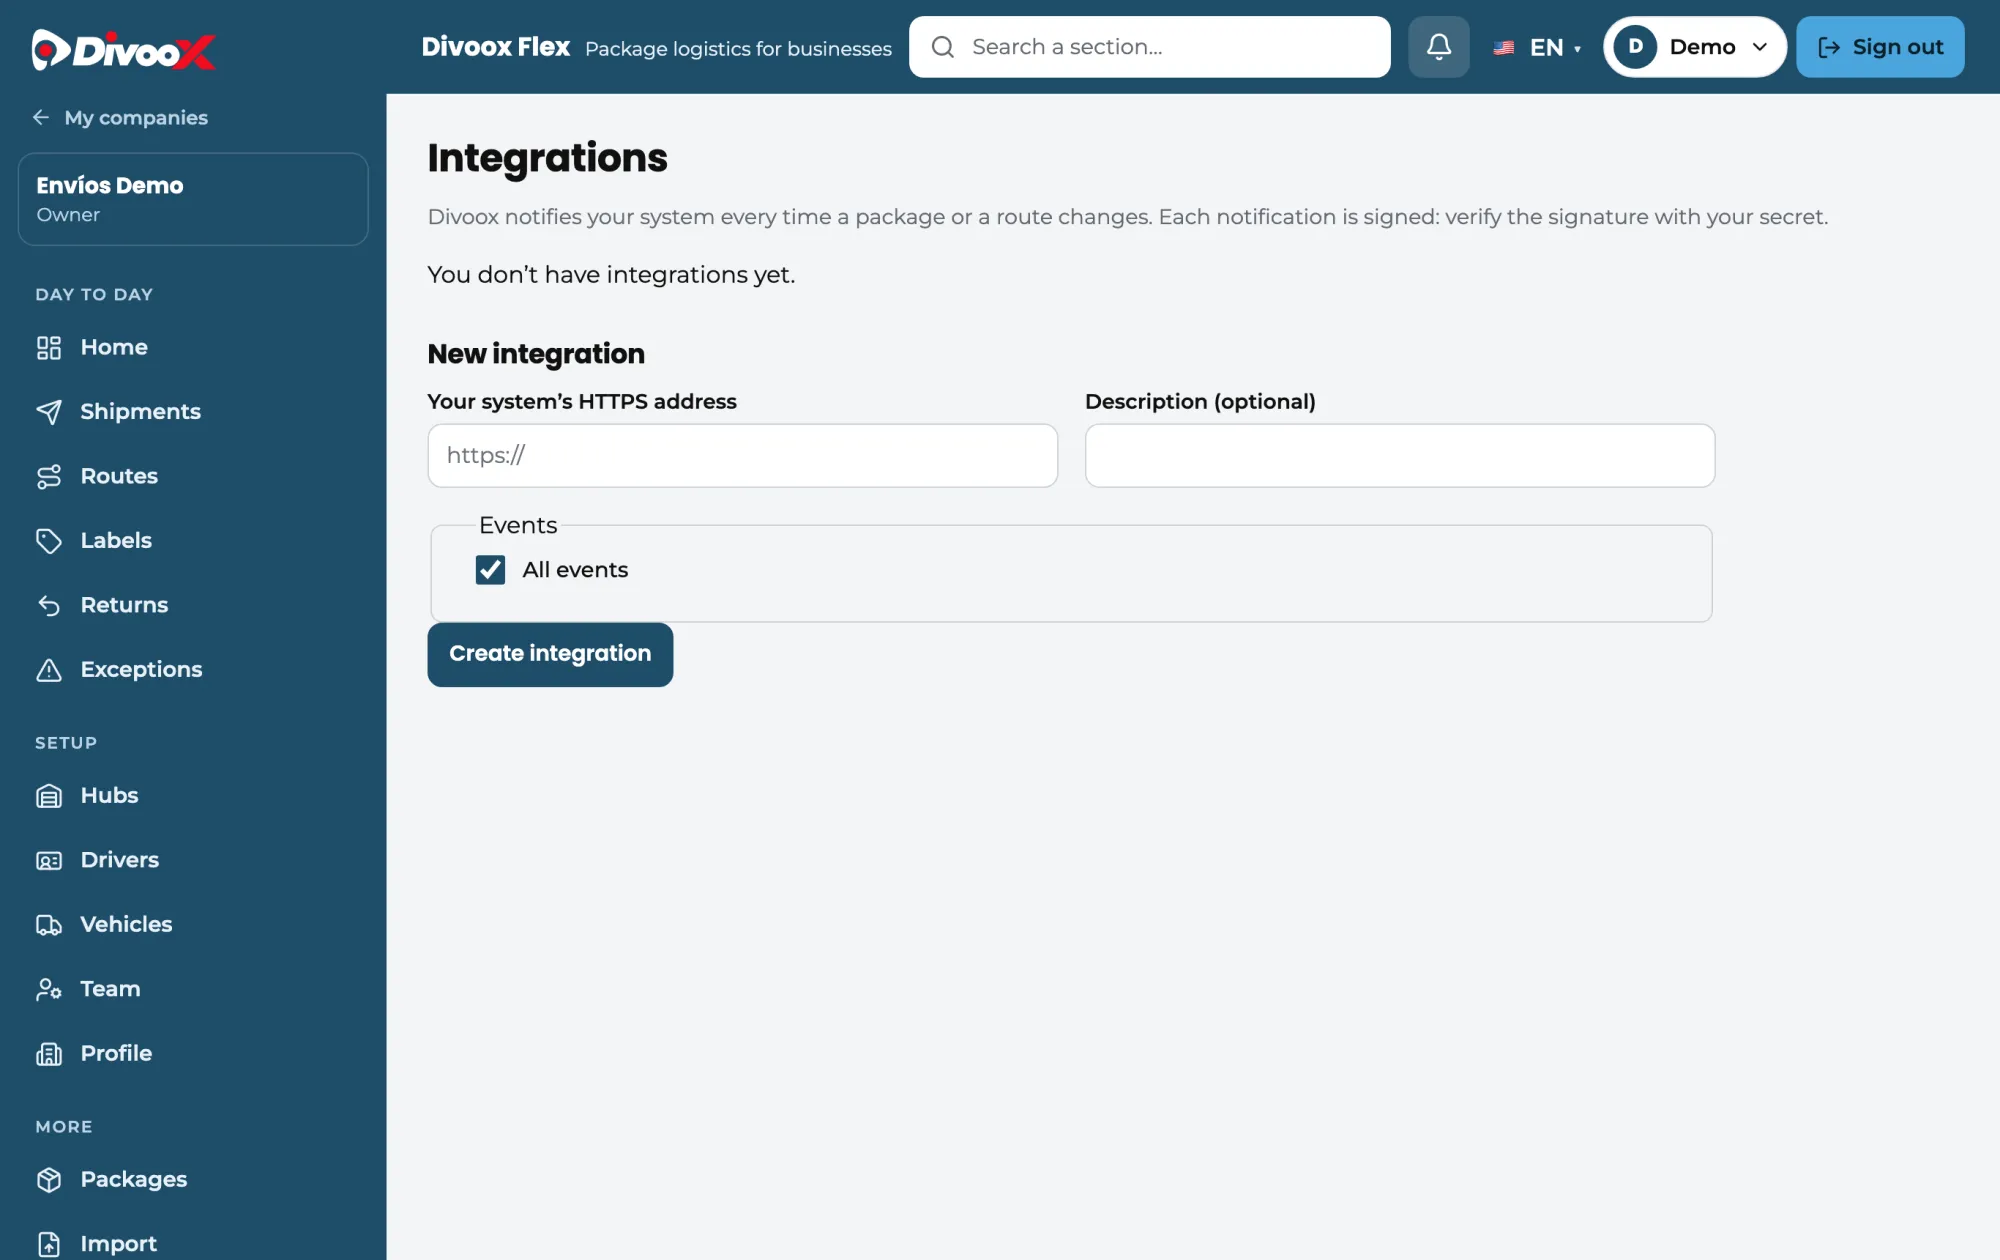 DivooX
Divoox Flex Package logistics for businesses
Search a section...
EN
D Demo
Sign out
My companies
Envíos Demo
Owner
DAY TO DAY
Home
Shipments
Routes
Labels
Returns
Exceptions
SETUP
Hubs
Drivers
Vehicles
Team
Profile
MORE
Packages
Import
Integrations
Divoox notifies your system every time a package or a route changes. Each notification is signed: verify the signature with your secret.
You don’t have integrations yet.
New integration
Your system’s HTTPS address
https://
Description (optional)
Events
All events
Create integration